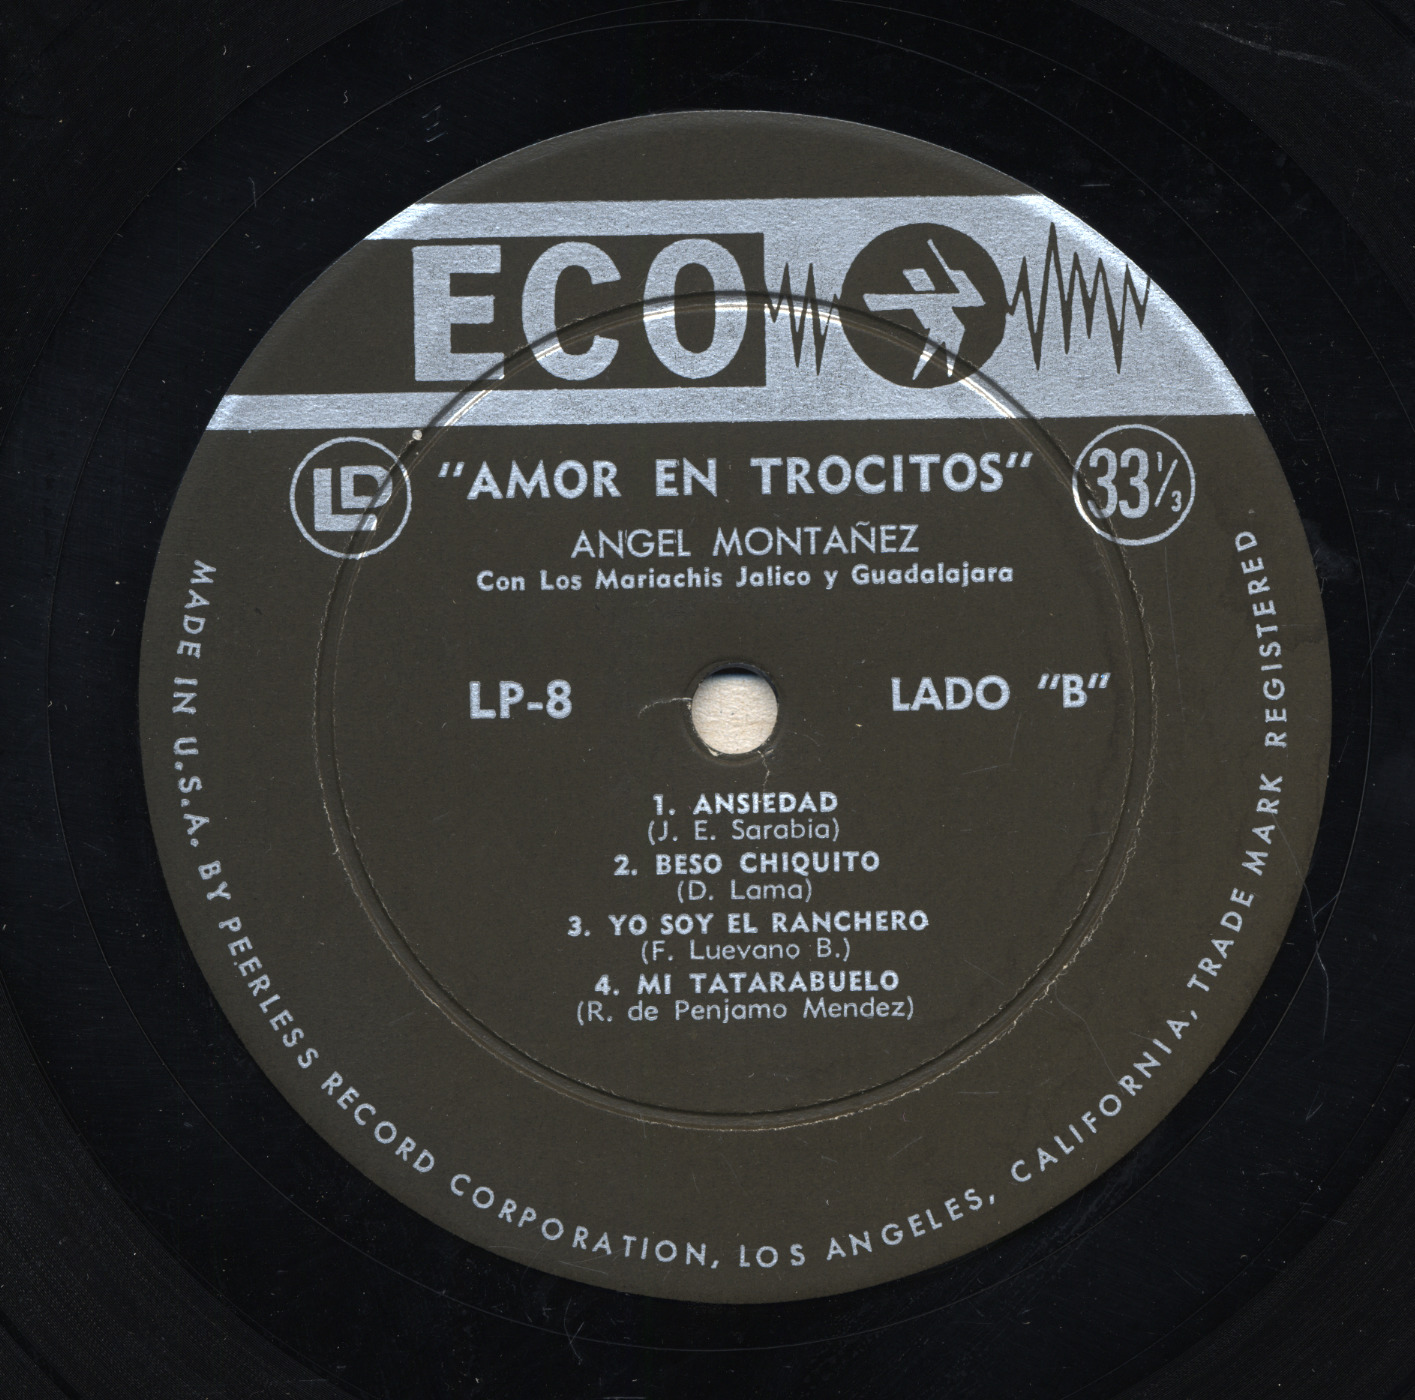 ECO
LP
"AMOR EN TROCITOS"
33⅓
ANGEL MONTAÑEZ
Con Los Mariachis Jalico y Guadalajara
LP-8
LADO "B"
1. ANSIEDAD
(J. E. Sarabia)
2. BESO CHIQUITO
(D. Lama)
3. YO SOY EL RANCHERO
(F. Luevano B.)
4. MI TATARABUELO
(R. de Penjamo Mendez)
MADE IN U.S.A. BY PEERLESS RECORD CORPORATION, LOS ANGELES, CALIFORNIA, TRADE MARK REGISTERED